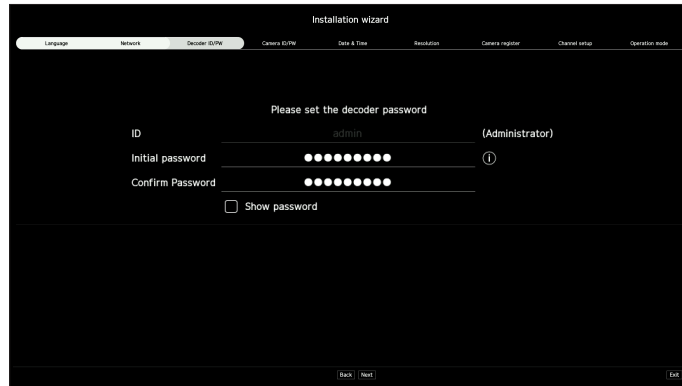 Installation wizard
Language Network Decoder ID/PW Camera ID/PW Date & Time Resolution Camera register Channel setup Operation mode
Please set the decoder password
ID admin (Administrator)
Initial password ●●●●●●●●● i
Confirm Password ●●●●●●●●●
Show password
Back Next Exit